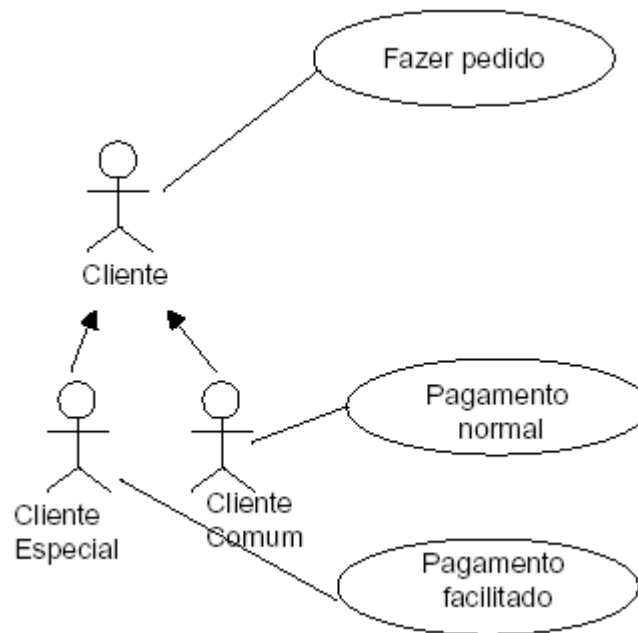 Fazer pedido
Cliente
Pagamento
normal
Cliente
Comum
Cliente
Especial
Pagamento
facilitado